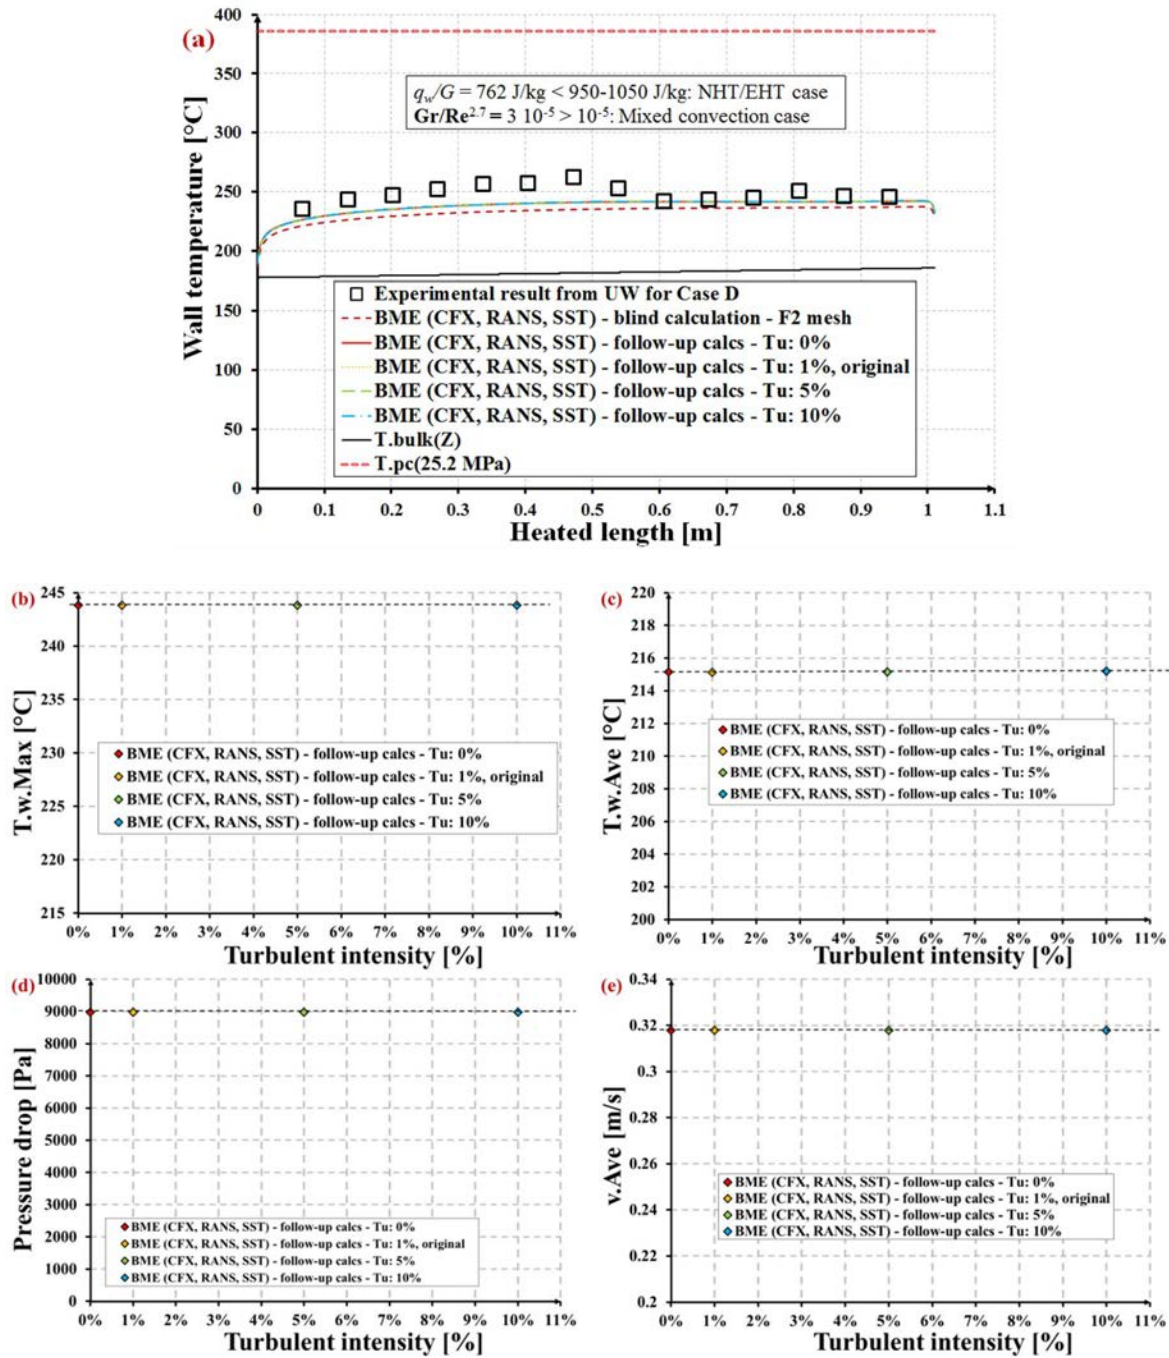 (a)
400
350
300
250
200
150
100
50
0
Wall temperature [°C]
q_w/G = 762 J/kg < 950-1050 J/kg: NHT/EHT case
Gr/Re^2.7 = 3 10^-5 > 10^-5: Mixed convection case
Experimental result from UW for Case D
BME (CFX, RANS, SST) - blind calculation - F2 mesh
BME (CFX, RANS, SST) - follow-up calcs - Tu: 0%
BME (CFX, RANS, SST) - follow-up calcs - Tu: 1%, original
BME (CFX, RANS, SST) - follow-up calcs - Tu: 5%
BME (CFX, RANS, SST) - follow-up calcs - Tu: 10%
T.bulk(Z)
T.pc(25.2 MPa)
0 0.1 0.2 0.3 0.4 0.5 0.6 0.7 0.8 0.9 1 1.1
Heated length [m]
(b)
245
240
235
230
225
220
215
T.w.Max [°C]
BME (CFX, RANS, SST) - follow-up calcs - Tu: 0%
BME (CFX, RANS, SST) - follow-up calcs - Tu: 1%, original
BME (CFX, RANS, SST) - follow-up calcs - Tu: 5%
BME (CFX, RANS, SST) - follow-up calcs - Tu: 10%
0% 1% 2% 3% 4% 5% 6% 7% 8% 9% 10% 11%
Turbulent intensity [%]
(c)
220
218
216
214
212
210
208
206
204
202
200
T.w.Ave [°C]
BME (CFX, RANS, SST) - follow-up calcs - Tu: 0%
BME (CFX, RANS, SST) - follow-up calcs - Tu: 1%, original
BME (CFX, RANS, SST) - follow-up calcs - Tu: 5%
BME (CFX, RANS, SST) - follow-up calcs - Tu: 10%
0% 1% 2% 3% 4% 5% 6% 7% 8% 9% 10% 11%
Turbulent intensity [%]
(d)
10000
9000
8000
7000
6000
5000
4000
3000
2000
1000
0
Pressure drop [Pa]
BME (CFX, RANS, SST) - follow-up calcs - Tu: 0%
BME (CFX, RANS, SST) - follow-up calcs - Tu: 1%, original
BME (CFX, RANS, SST) - follow-up calcs - Tu: 5%
BME (CFX, RANS, SST) - follow-up calcs - Tu: 10%
0% 1% 2% 3% 4% 5% 6% 7% 8% 9% 10% 11%
Turbulent intensity [%]
(e)
0.34
0.32
0.3
0.28
0.26
0.24
0.22
0.2
v.Ave [m/s]
BME (CFX, RANS, SST) - follow-up calcs - Tu: 0%
BME (CFX, RANS, SST) - follow-up calcs - Tu: 1%, original
BME (CFX, RANS, SST) - follow-up calcs - Tu: 5%
BME (CFX, RANS, SST) - follow-up calcs - Tu: 10%
0% 1% 2% 3% 4% 5% 6% 7% 8% 9% 10% 11%
Turbulent intensity [%]